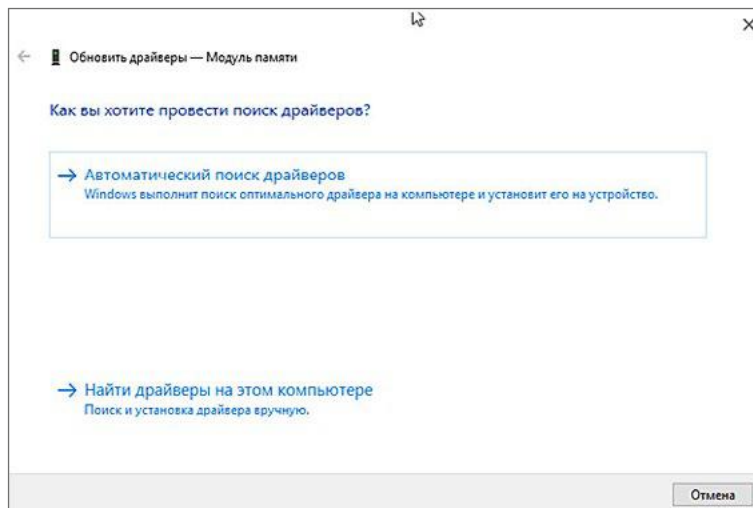 Обновить драйверы — Модуль памяти
Как вы хотите провести поиск драйверов?
Автоматический поиск драйверов
Windows выполнит поиск оптимального драйвера на компьютере и установит его на устройство.
Найти драйверы на этом компьютере
Поиск и установка драйвера вручную.
Отмена